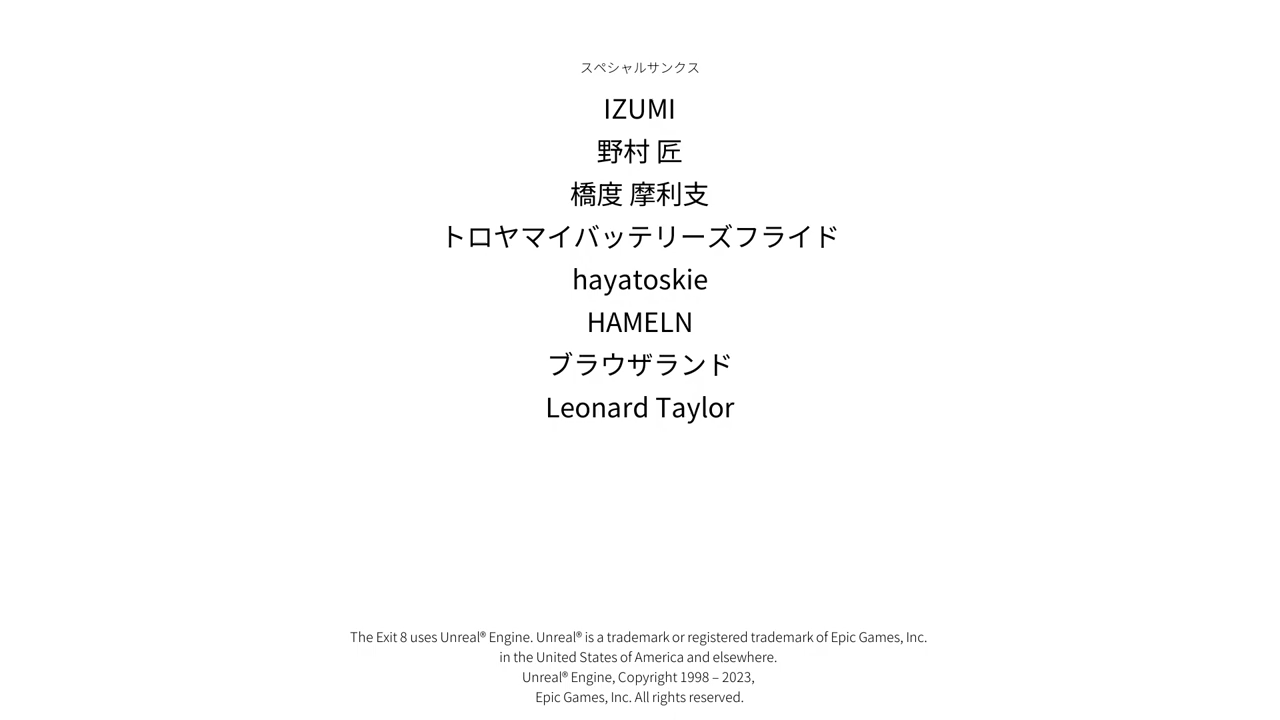 スペシャルサンクス
IZUMI
野村 匠
橋度 摩利支
トロヤマイバッテリーズフライド
hayatoskie
HAMELN
ブラウザランド
Leonard Taylor
The Exit 8 uses Unreal® Engine. Unreal® is a trademark or registered trademark of Epic Games, Inc.
in the United States of America and elsewhere.
Unreal® Engine, Copyright 1998 – 2023,
Epic Games, Inc. All rights reserved.